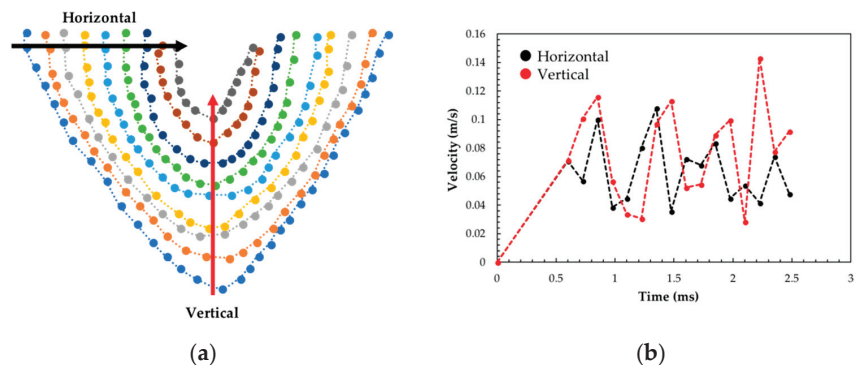 Horizontal
Vertical
(a)
Velocity (m/s)
0.16
0.14
0.12
0.1
0.08
0.06
0.04
0.02
0
Horizontal
Vertical
0
0.5
1
1.5
2
2.5
3
Time (ms)
(b)